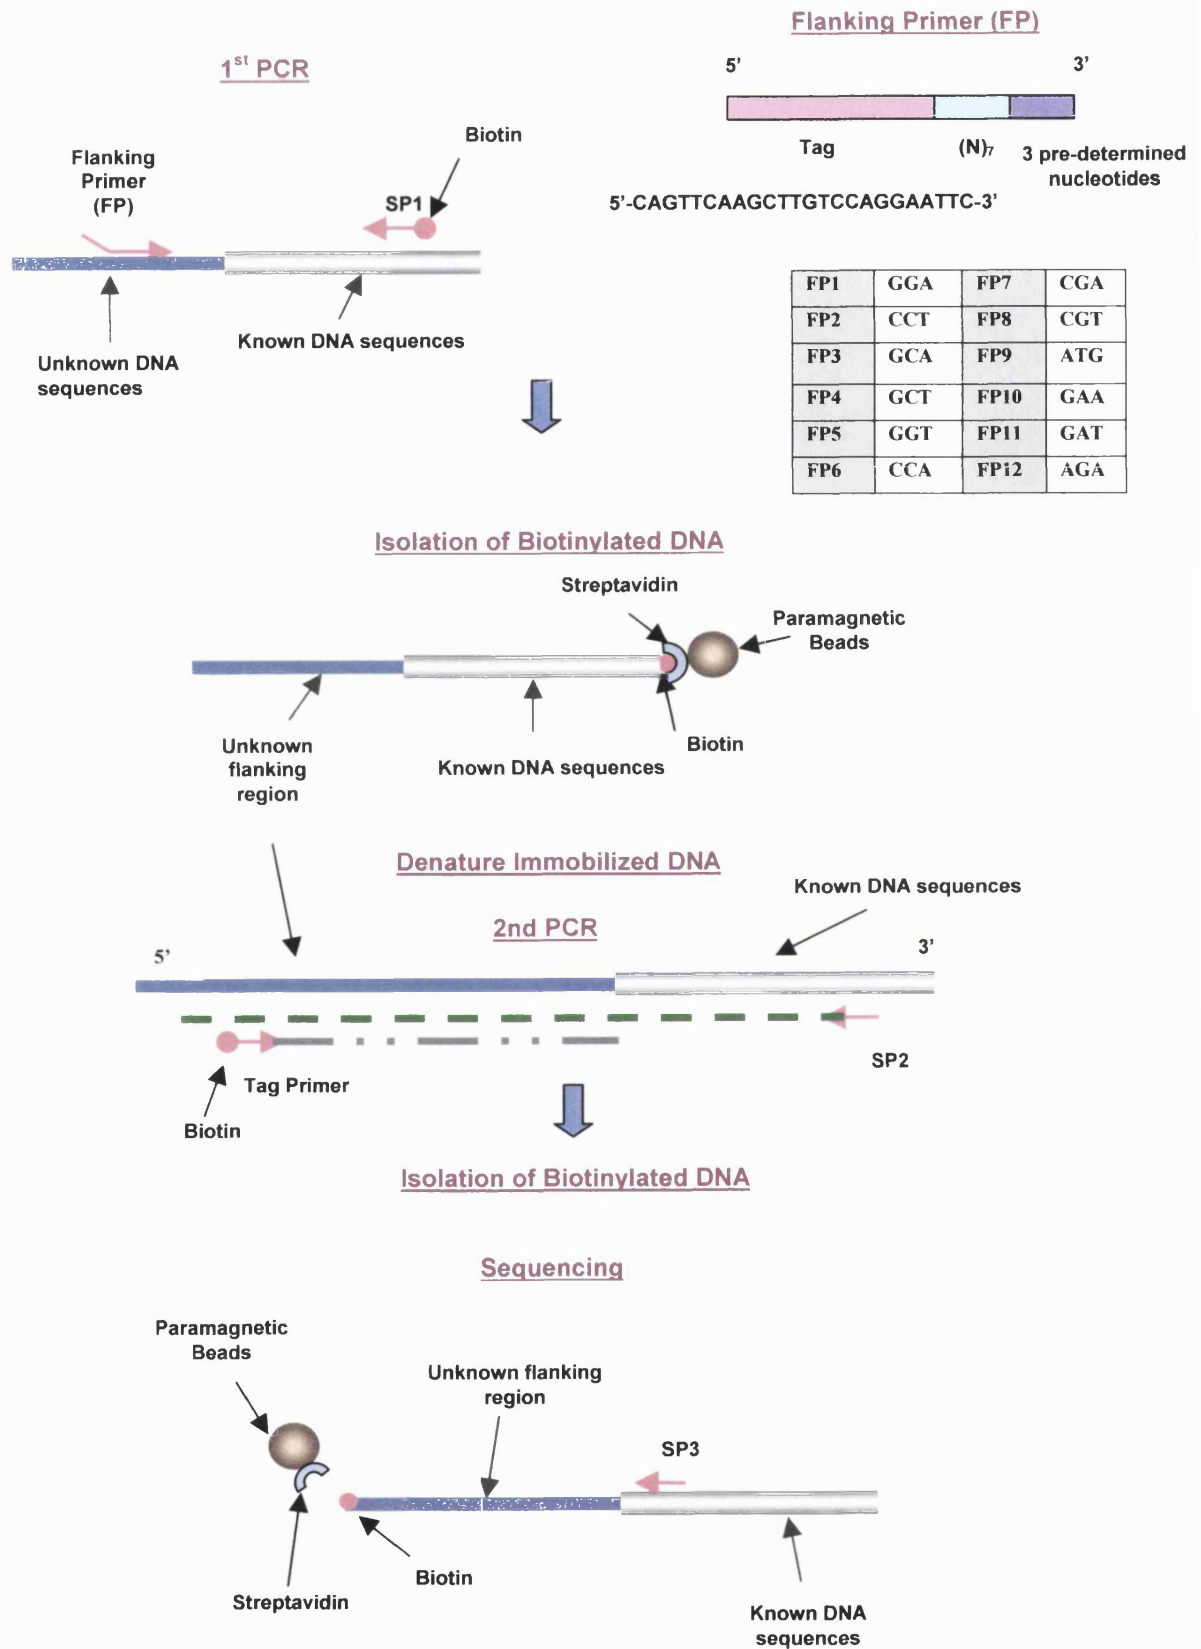 Flanking Primer (FP)
1st PCR
5’
3’
Tag
(N)7
3 pre-determined
nucleotides
5’-CAGTTCAAGCTTGTCCAGGAATTC-3’
Biotin
Flanking
Primer
(FP)
SP1
Unknown DNA
sequences
Known DNA sequences
FP1 GGA FP7 CGA
FP2 CCT FP8 CGT
FP3 GCA FP9 ATG
FP4 GCT FP10 GAA
FP5 GGT FP11 GAT
FP6 CCA FP12 AGA
Isolation of Biotinylated DNA
Streptavidin
Paramagnetic
Beads
Unknown
flanking
region
Known DNA sequences
Biotin
Denature Immobilized DNA
Known DNA sequences
2nd PCR
5’
3’
SP2
Tag Primer
Biotin
Isolation of Biotinylated DNA
Sequencing
Paramagnetic
Beads
Unknown flanking
region
SP3
Biotin
Streptavidin
Known DNA
sequences